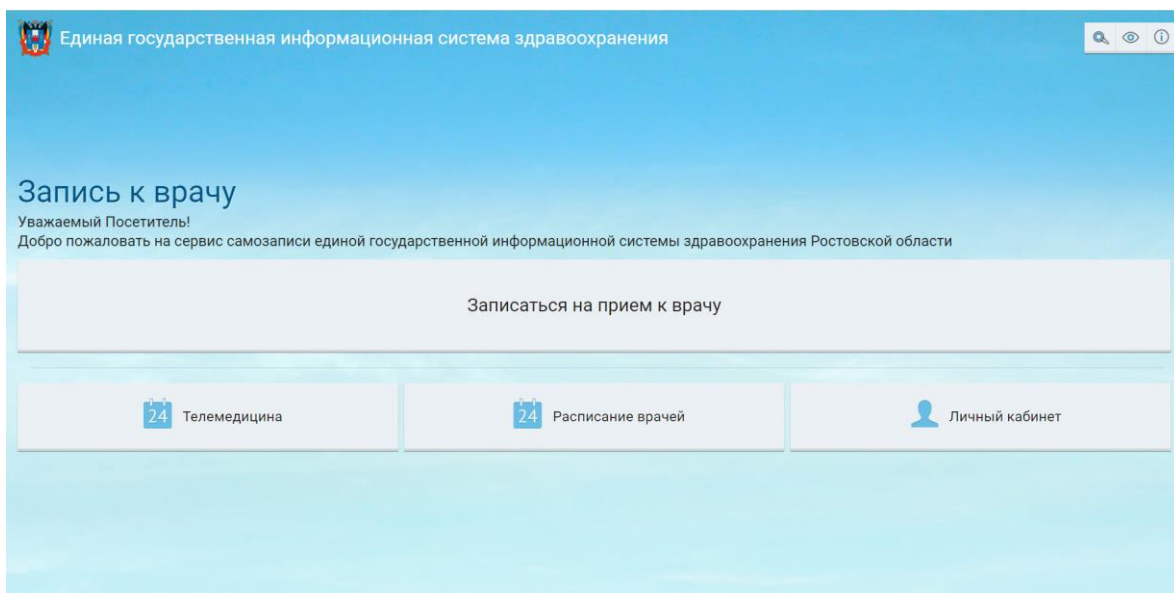 Единая государственная информационная система здравоохранения
Запись к врачу
Уважаемый Посетитель!
Добро пожаловать на сервис самозаписи единой государственной информационной системы здравоохранения Ростовской области
Записаться на прием к врачу
24 Телемедицина
24 Расписание врачей
Личный кабинет